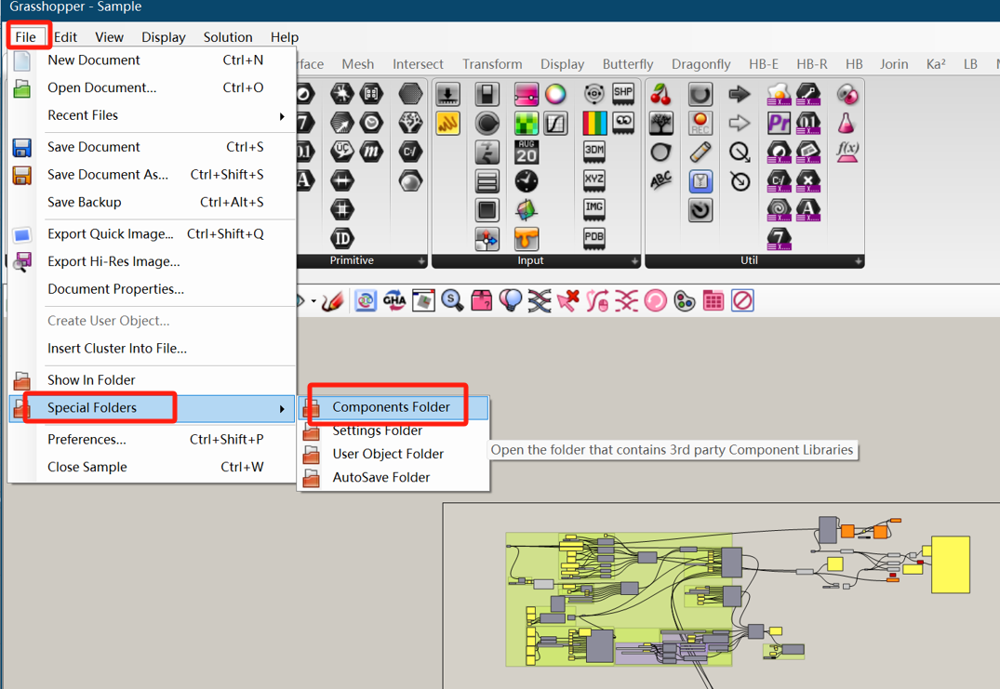 Grasshopper - Sample
File Edit View Display Solution Help
rface Mesh Intersect Transform Display Butterfly Dragonfly HB-E HB-R HB Jorin Ka² LB
New Document Ctrl+N
Open Document... Ctrl+O
Recent Files
Save Document Ctrl+S
Save Document As... Ctrl+Shift+S
Save Backup Ctrl+Alt+S
Export Quick Image... Ctrl+Shift+Q
Export Hi-Res Image...
Document Properties...
Create User Object...
Insert Cluster Into File...
Show In Folder
Special Folders
Preferences... Ctrl+Shift+P
Close Sample Ctrl+W
Components Folder
Settings Folder
User Object Folder
AutoSave Folder
Open the folder that contains 3rd party Component Libraries
SHP
REC
Pr
01
f(x)
7
AUG
20
3DM
C:/
XYZ
ABC
IMG
A
ID
PDB
7
Primitive
Input
Util
GHA